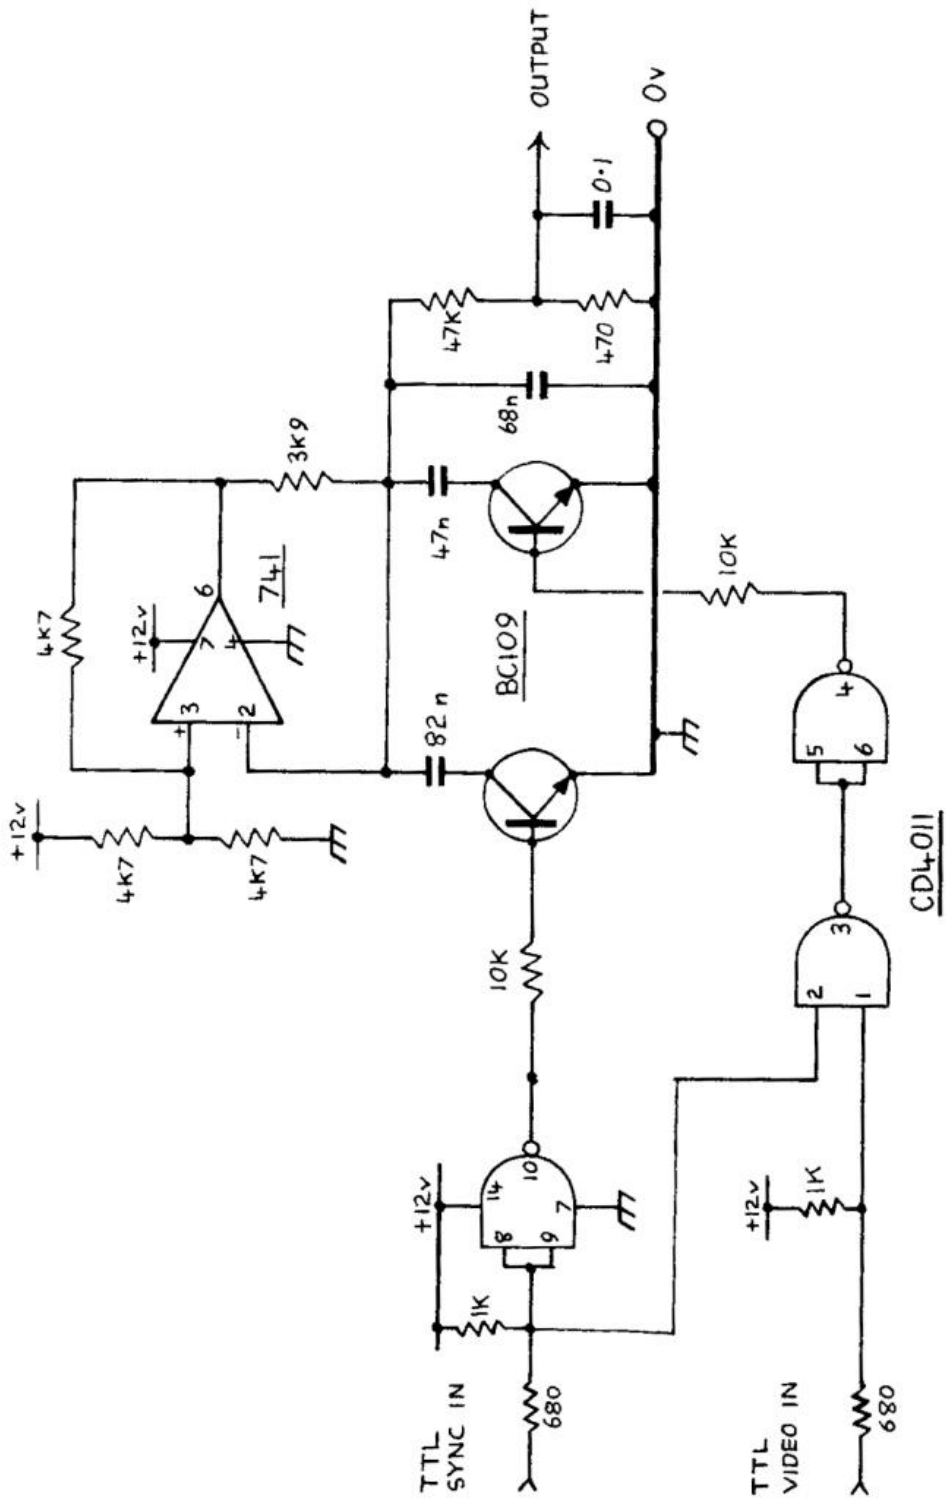 +12v
4K7
4K7
4K7
+12v
3
+
2
-
7
4
6
741
3K9
82n
47n
68n
47K
470
0.1
OUTPUT
0v
BC109
10K
10K
TTL
SYNC IN
680
1K
+12v
8
9
14
7
10
TTL
VIDEO IN
680
+12v
1K
2
1
3
5
6
4
CD4011